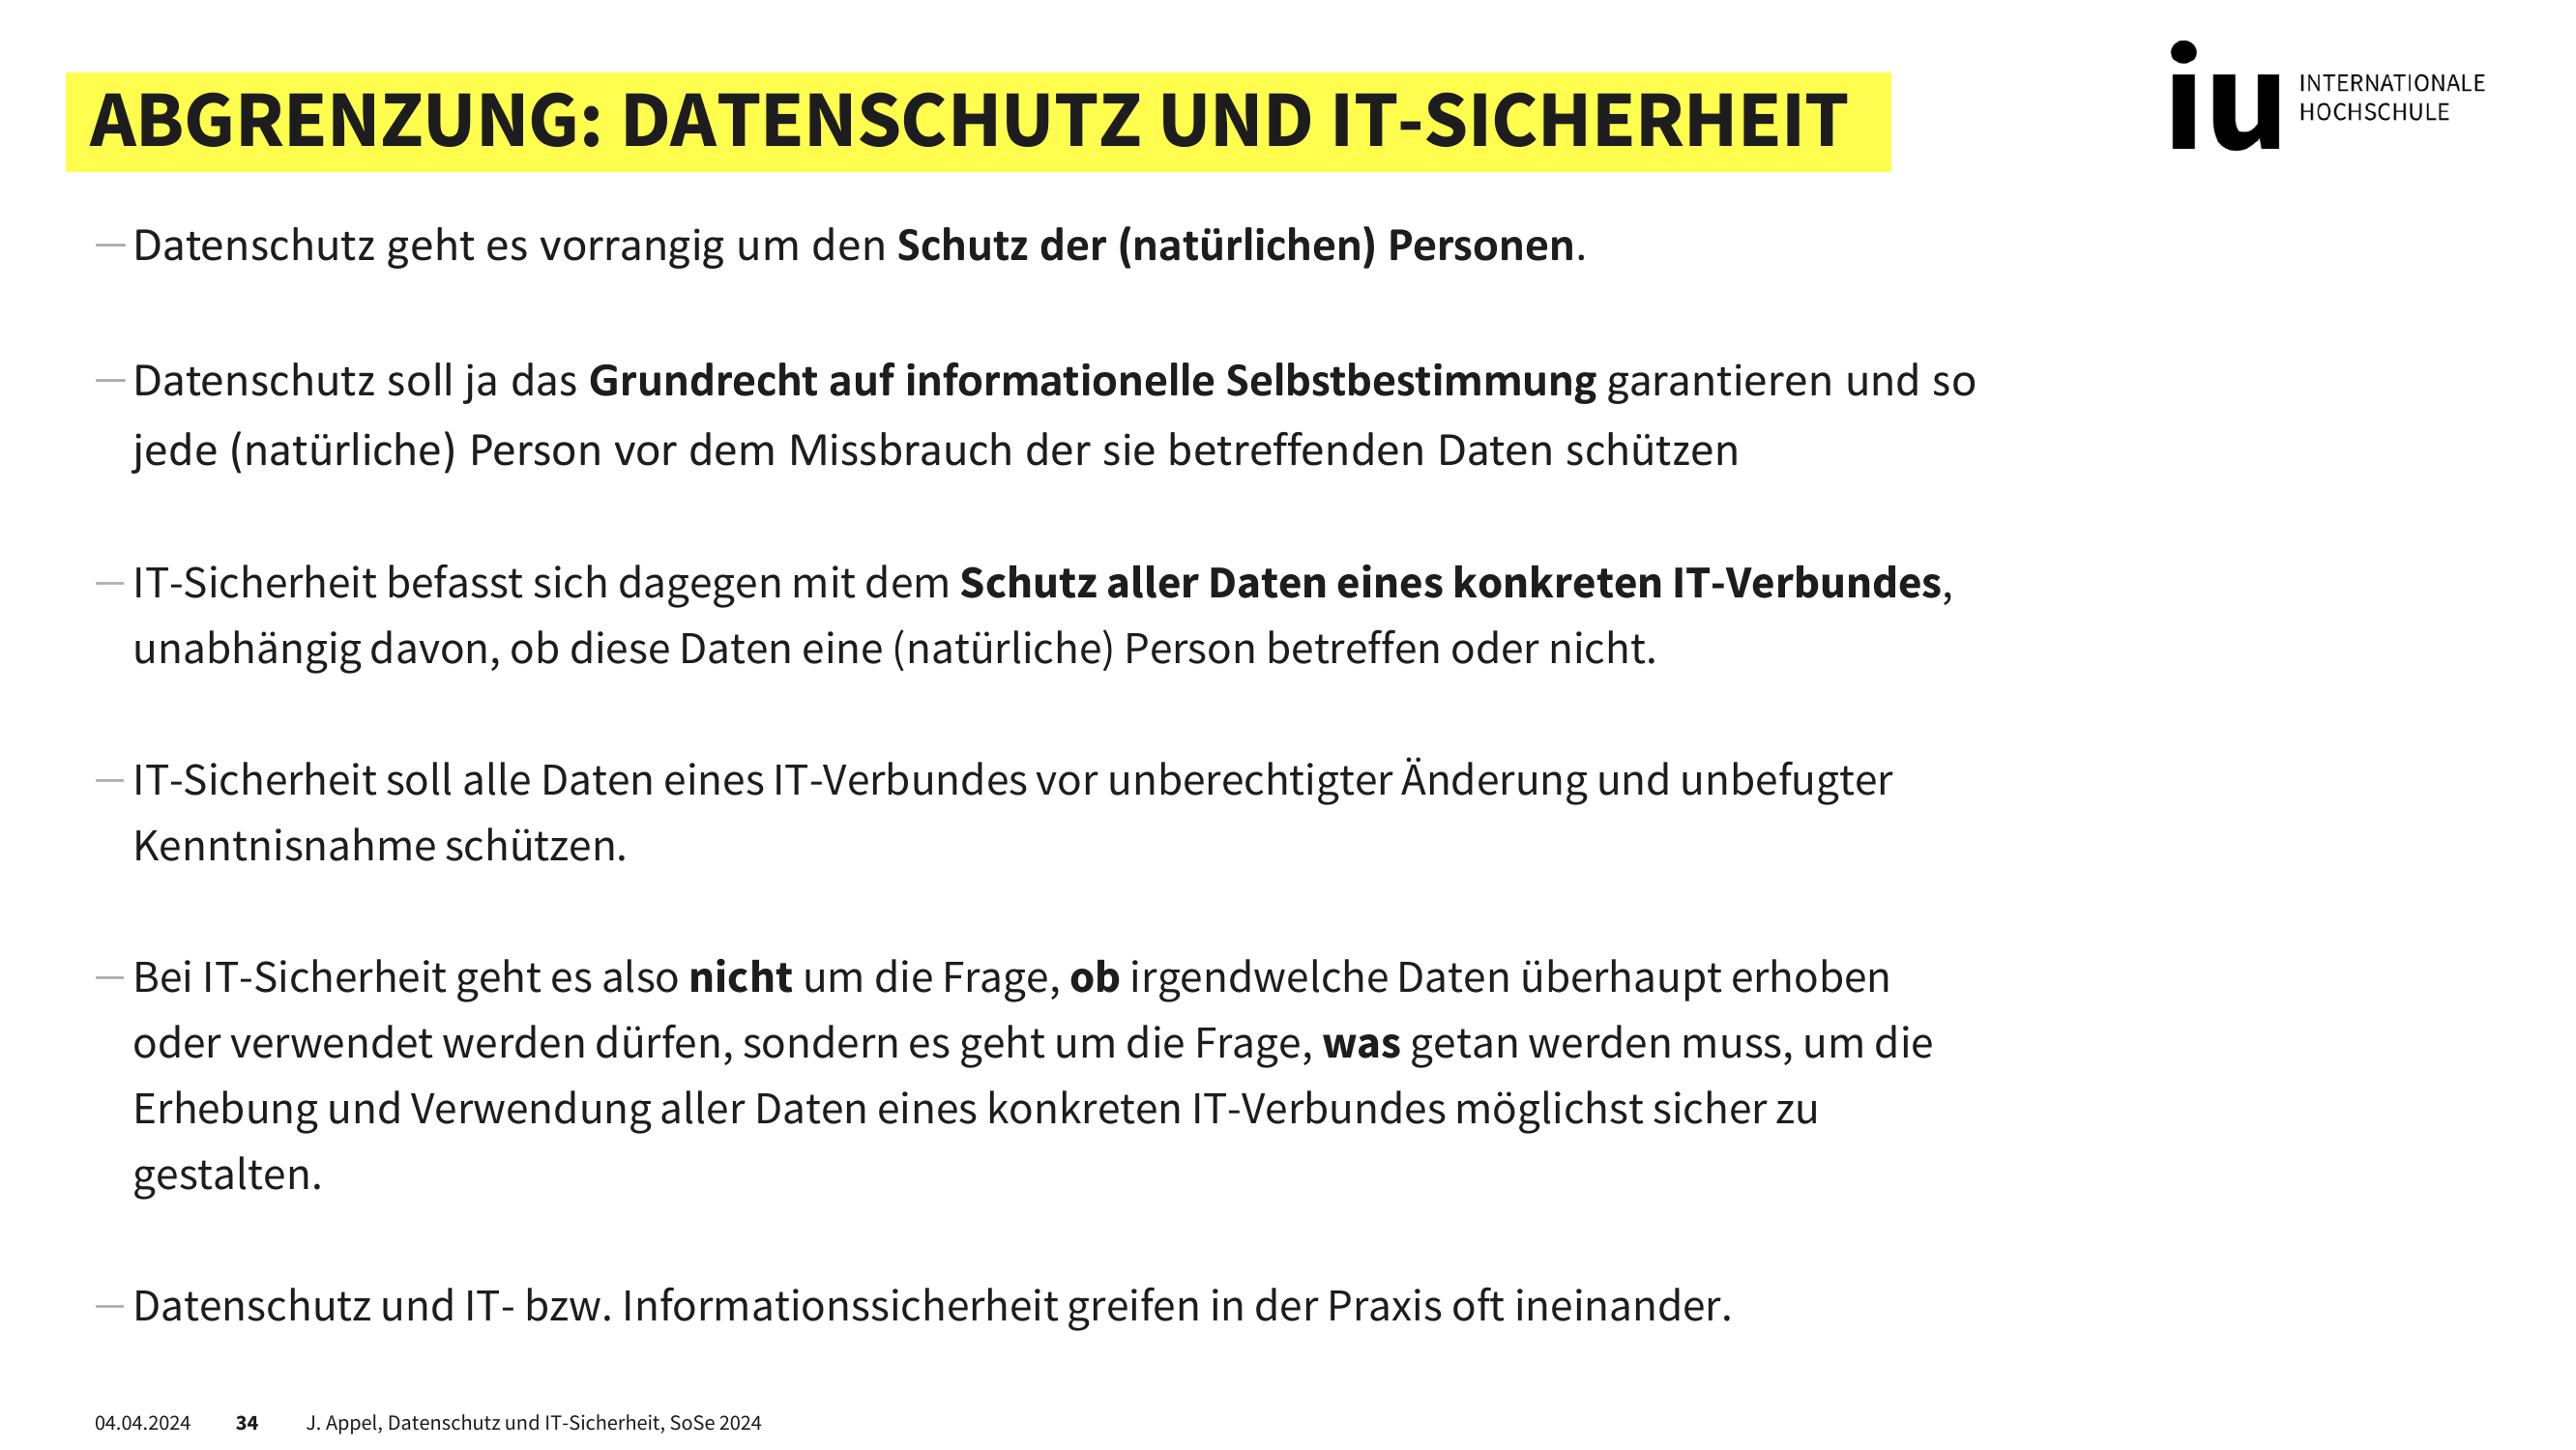 ABGRENZUNG: DATENSCHUTZ UND IT-SICHERHEIT
iu INTERNATIONALE
HOCHSCHULE
— Datenschutz geht es vorrangig um den Schutz der (natürlichen) Personen.
— Datenschutz soll ja das Grundrecht auf informationelle Selbstbestimmung garantieren und so
jede (natürliche) Person vor dem Missbrauch der sie betreffenden Daten schützen
— IT-Sicherheit befasst sich dagegen mit dem Schutz aller Daten eines konkreten IT-Verbundes,
unabhängig davon, ob diese Daten eine (natürliche) Person betreffen oder nicht.
— IT-Sicherheit soll alle Daten eines IT-Verbundes vor unberechtigter Änderung und unbefugter
Kenntnisnahme schützen.
— Bei IT-Sicherheit geht es also nicht um die Frage, ob irgendwelche Daten überhaupt erhoben
oder verwendet werden dürfen, sondern es geht um die Frage, was getan werden muss, um die
Erhebung und Verwendung aller Daten eines konkreten IT-Verbundes möglichst sicher zu
gestalten.
— Datenschutz und IT- bzw. Informationssicherheit greifen in der Praxis oft ineinander.
04.04.2024 34 J. Appel, Datenschutz und IT-Sicherheit, SoSe 2024